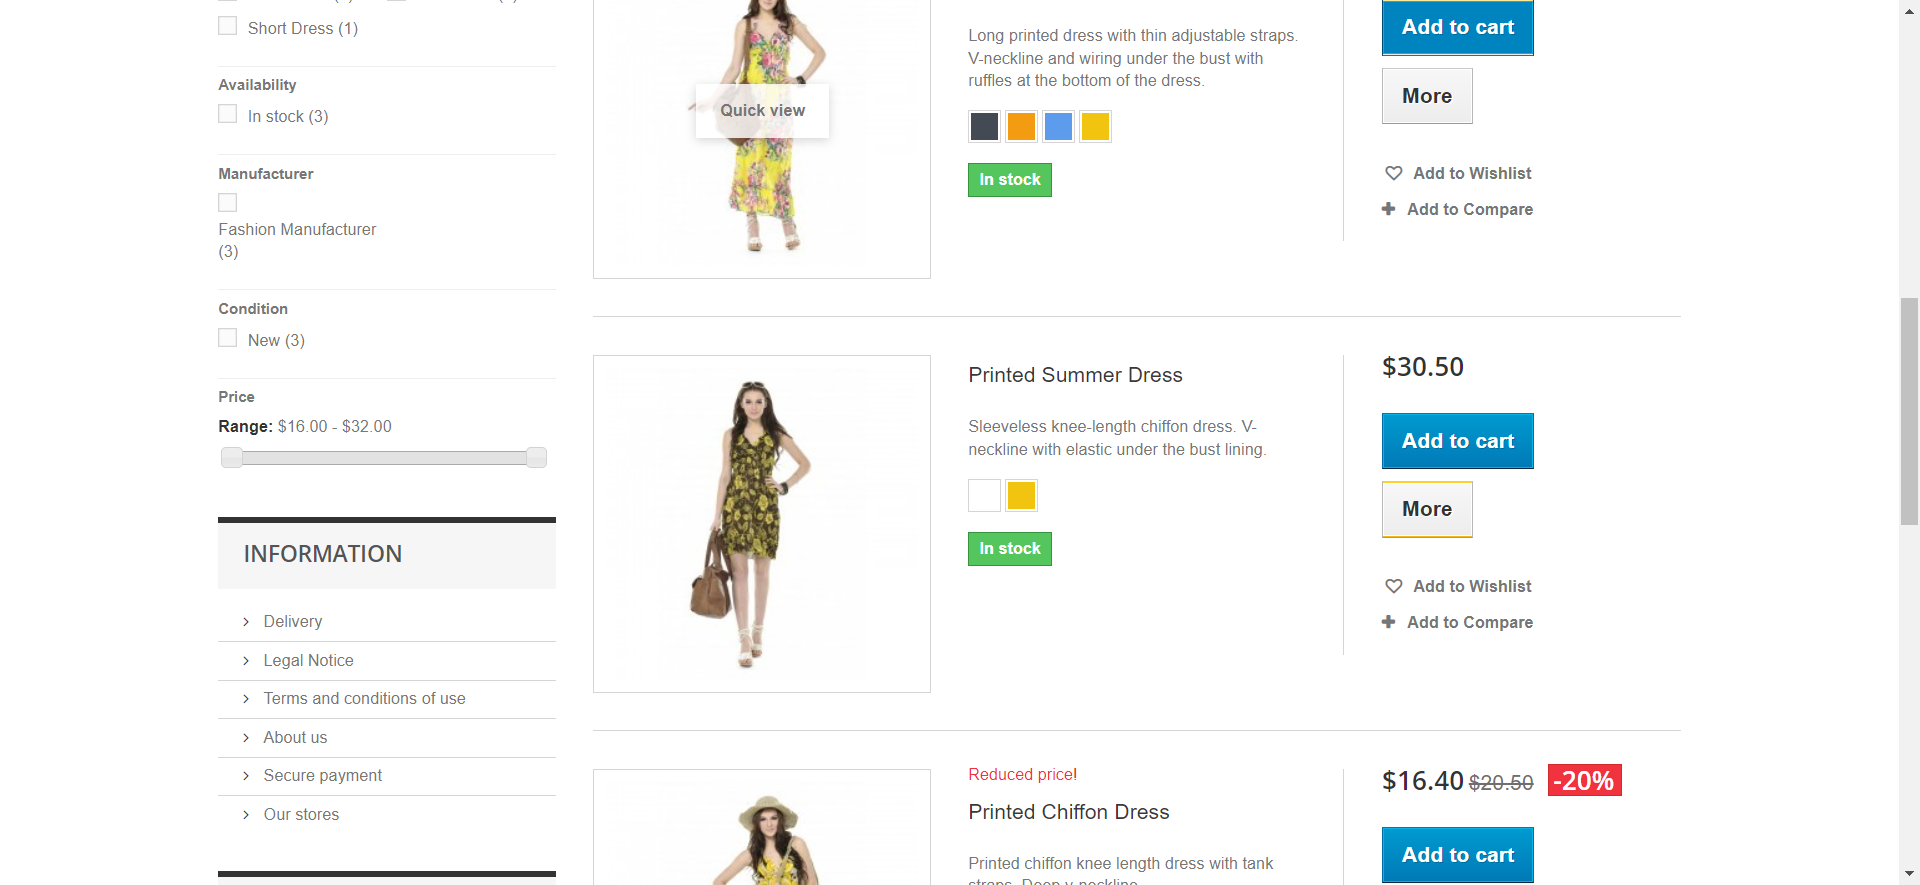 Short Dress (1)
Availability
In stock (3)
Manufacturer
Fashion Manufacturer
(3)
Condition
New (3)
Price
Range: $16.00 - $32.00
INFORMATION
Delivery
Legal Notice
Terms and conditions of use
About us
Secure payment
Our stores
Quick view
Long printed dress with thin adjustable straps.
V-neckline and wiring under the bust with
ruffles at the bottom of the dress.
In stock
Add to cart
More
Add to Wishlist
Add to Compare
Printed Summer Dress
Sleeveless knee-length chiffon dress. V-
neckline with elastic under the bust lining.
In stock
$30.50
Add to cart
More
Add to Wishlist
Add to Compare
Reduced price!
Printed Chiffon Dress
Printed chiffon knee length dress with tank
straps. Deep v-neckline.
$16.40 $20.50 -20%
Add to cart